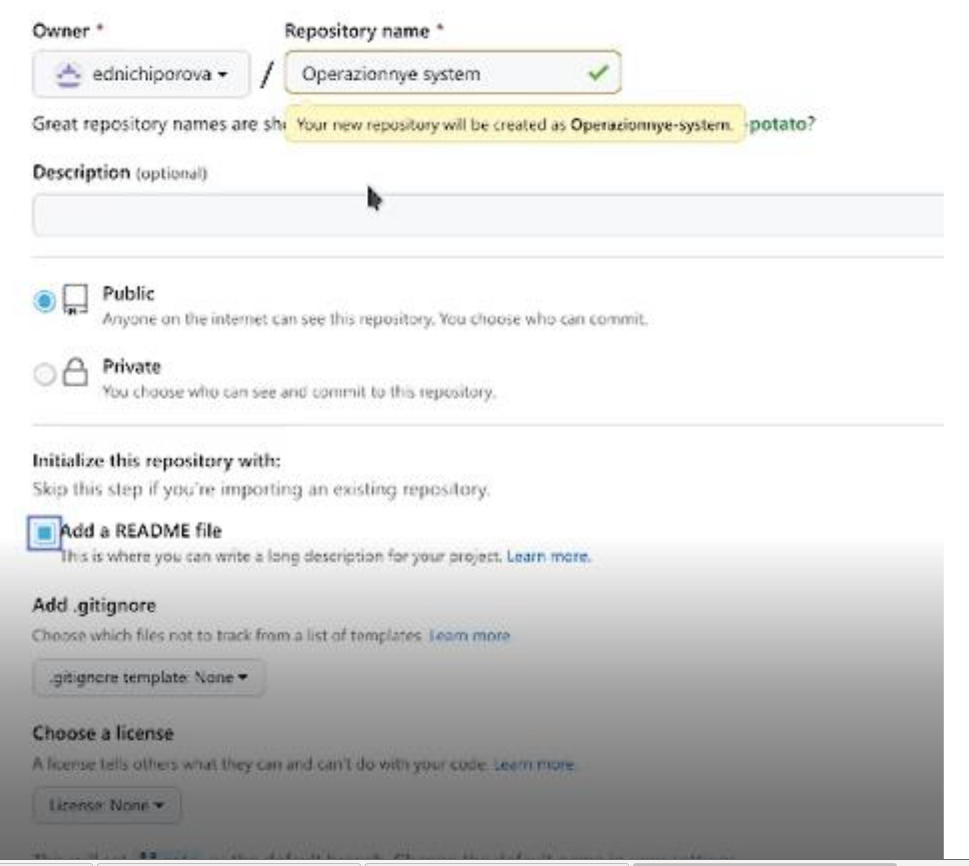 Owner * Repository name *
ednichiporova / Operazionnye system
Great repository names are sh Your new repository will be created as Operazionnye-system. -potato?
Description (optional)
Public
Anyone on the internet can see this repository. You choose who can commit.
Private
You choose who can see and commit to this repository.
Initialize this repository with:
Skip this step if you're importing an existing repository.
Add a README file
This is where you can write a long description for your project. Learn more.
Add .gitignore
Choose which files not to track from a list of templates. Learn more.
.gitignore template: None
Choose a license
A license tells others what they can and can't do with your code. Learn more.
License: None